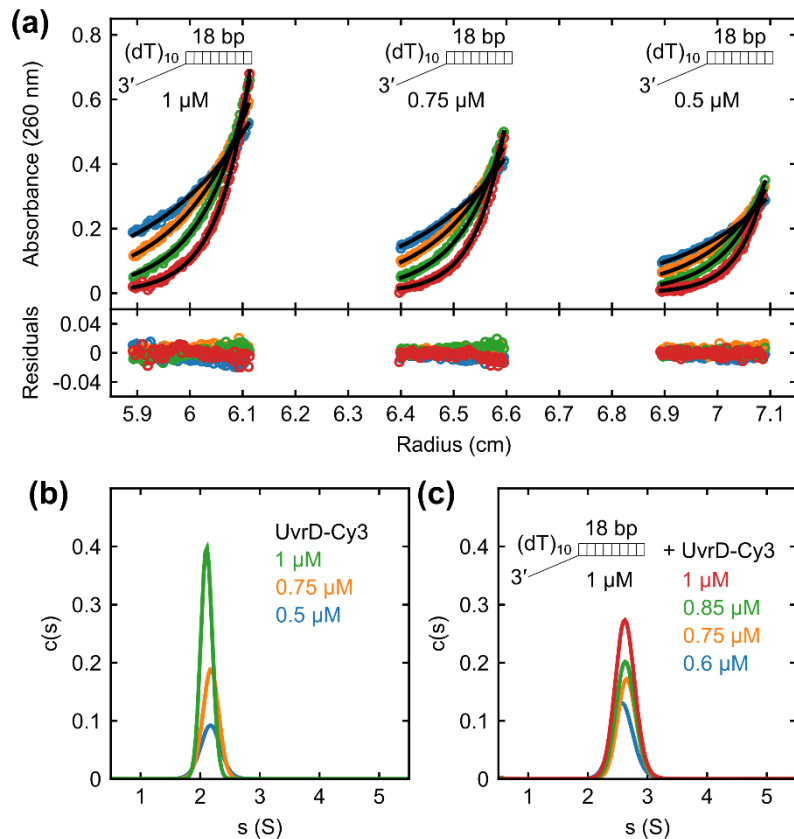 (a)
18 bp
18 bp
18 bp
(dT)10
(dT)10
(dT)10
3′
3′
3′
1 µM
0.75 µM
0.5 µM
Absorbance (260 nm)
0.8
0.6
0.4
0.2
0
Residuals
0.04
0
-0.04
5.9 6 6.1 6.2 6.3 6.4 6.5 6.6 6.7 6.8 6.9 7 7.1
Radius (cm)
(b)
UvrD-Cy3
1 µM
0.75 µM
0.5 µM
c(s)
0.4
0.3
0.2
0.1
0
1 2 3 4 5
s (S)
(c)
18 bp
(dT)10
3′
1 µM
+ UvrD-Cy3
1 µM
0.85 µM
0.75 µM
0.6 µM
c(s)
0.4
0.3
0.2
0.1
0
1 2 3 4 5
s (S)